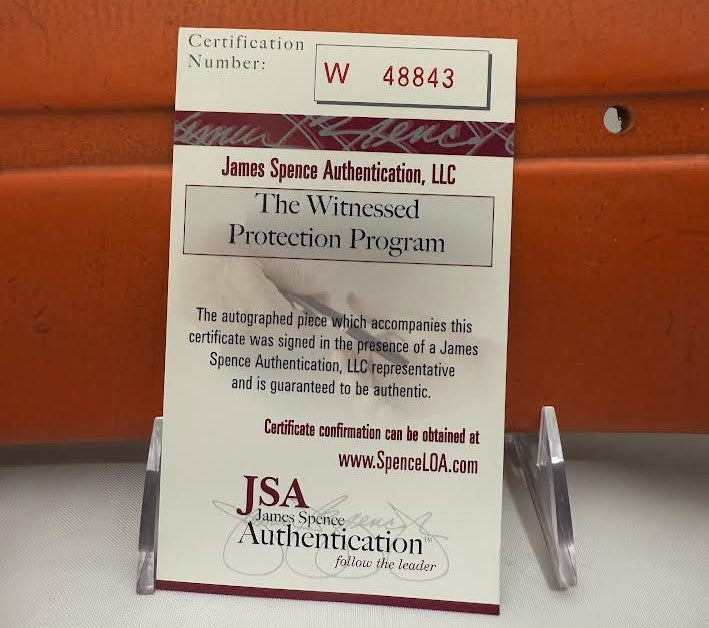 Certification
Number:
W 48843
James Spence Authentication, LLC
The Witnessed
Protection Program
The autographed piece which accompanies this
certificate was signed in the presence of a James
Spence Authentication, LLC representative
and is guaranteed to be authentic.
Certificate confirmation can be obtained at
www.SpenceLOA.com
JSA
James Spence
Authentication™
follow the leader